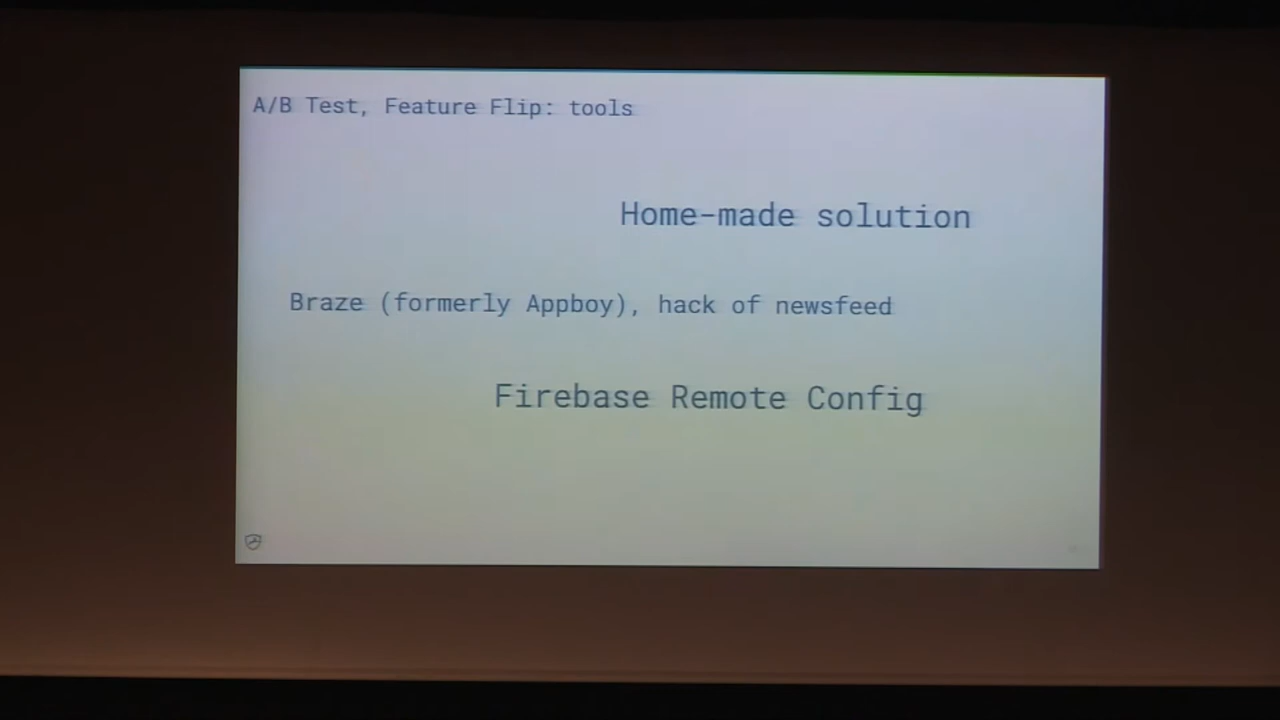 A/B Test, Feature Flip: tools
Home-made solution
Braze (formerly Appboy), hack of newsfeed
Firebase Remote Config